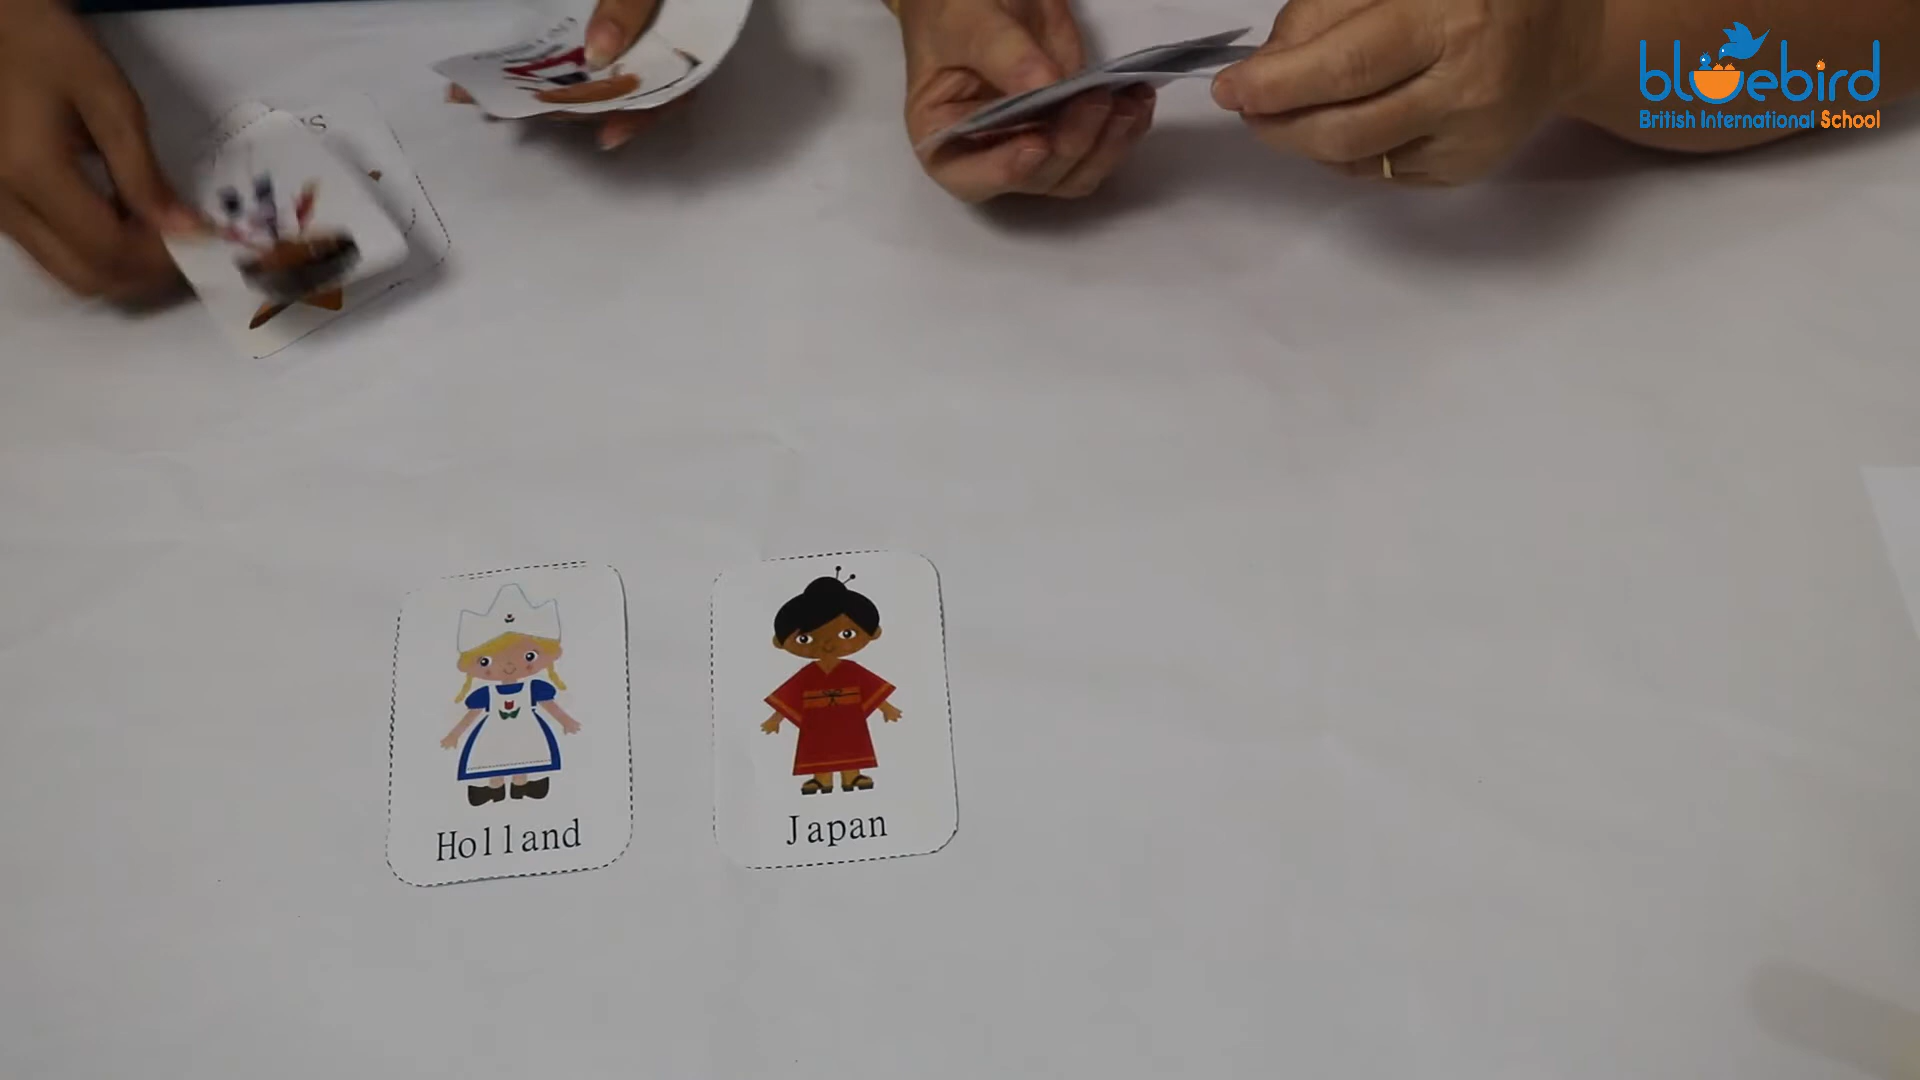 bluebird
British International School
Holland
Japan